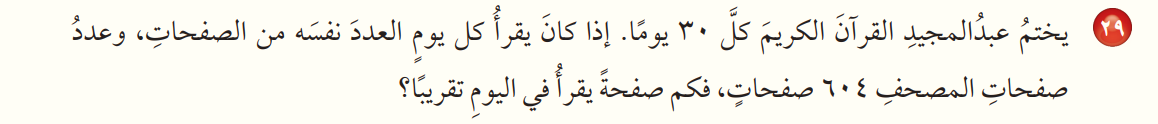 ٢٩ يختمُ عبدُالمجيدِ القرآنَ الكريمَ كلَّ ٣٠ يومًا. إذا كانَ يقرأُ كل يومٍ العددَ نفسَه من الصفحاتِ، وعددُ
صفحاتِ المصحفِ ٦٠٤ صفحاتٍ، فكم صفحةً يقرأُ في اليومِ تقريبًا؟